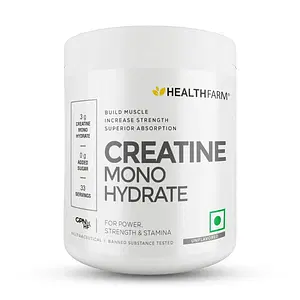 HEALTHFARM
BUILD MUSCLE
INCREASE STRENGTH
SUPERIOR ABSORPTION
CREATINE
MONO
HYDRATE
FOR POWER,
STRENGTH & STAMINA
3 g
CREATINE
MONO
HYDRATE
0 g
ADDED
SUGAR
33
SERVINGS
BANNED SUBSTANCE TESTED
UNFLAVOURED